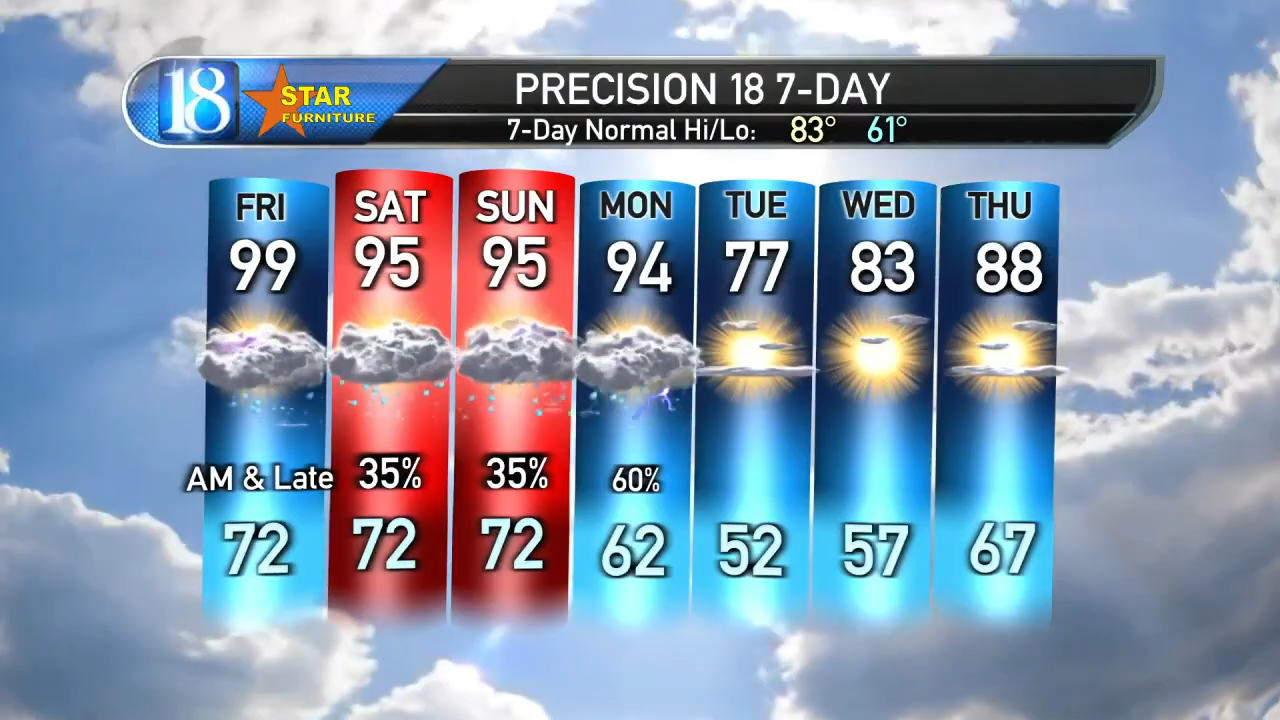 18 STAR FURNITURE
PRECISION 18 7-DAY
7-Day Normal Hi/Lo: 83° 61°
FRI SAT SUN MON TUE WED THU
99 95 95 94 77 83 88
AM & Late 35% 35% 60%
72 72 72 62 52 57 67